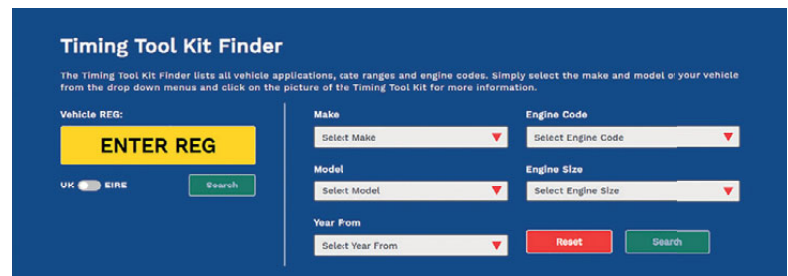 Timing Tool Kit Finder
The Timing Tool Kit Finder lists all vehicle applications, cate ranges and engine codes. Simply select the make and model of your vehicle
from the drop down menus and click on the picture of the Timing Tool Kit for more information.
Vehicle REG:
ENTER REG
UK EIRE
Search
Make
Select Make
Engine Code
Select Engine Code
Model
Select Model
Engine Size
Select Engine Size
Year From
Select Year From
Reset
Search